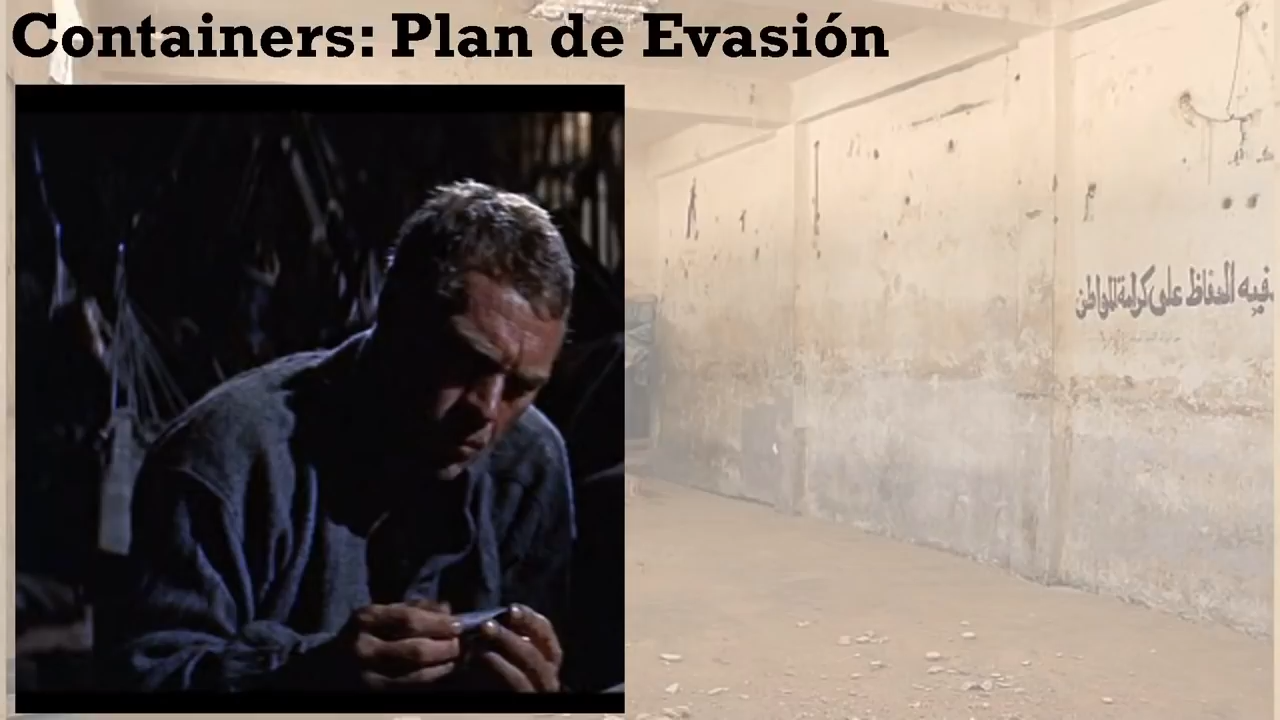 Containers: Plan de Evasión
فيه الحفاظ على كرامة المواطن